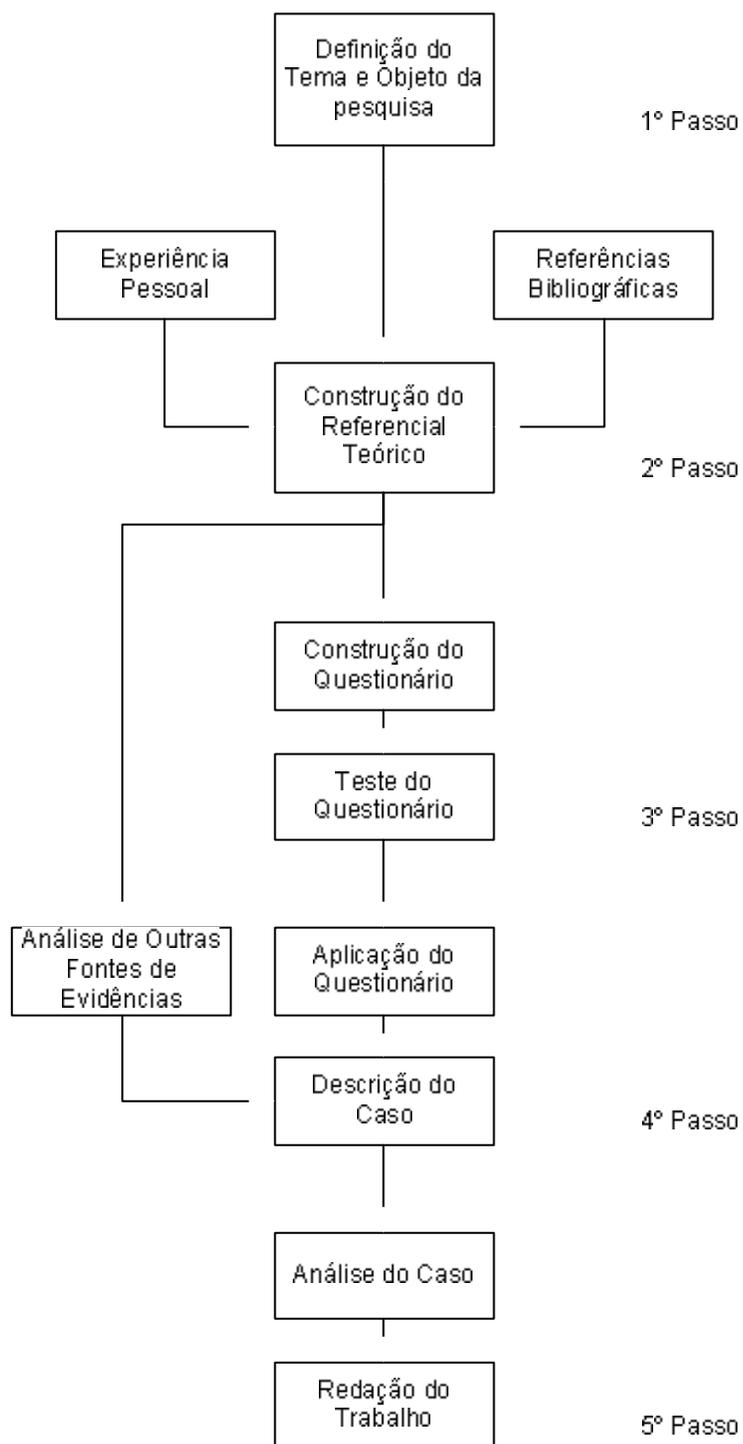 Definição do
Tema e Objeto da
pesquisa
1º Passo
Experiência
Pessoal
Referências
Bibliográficas
Construção do
Referencial
Teórico
2º Passo
Construção do
Questionário
Teste do
Questionário
3º Passo
Análise de Outras
Fontes de
Evidências
Aplicação do
Questionário
Descrição do
Caso
4º Passo
Análise do Caso
Redação do
Trabalho
5º Passo